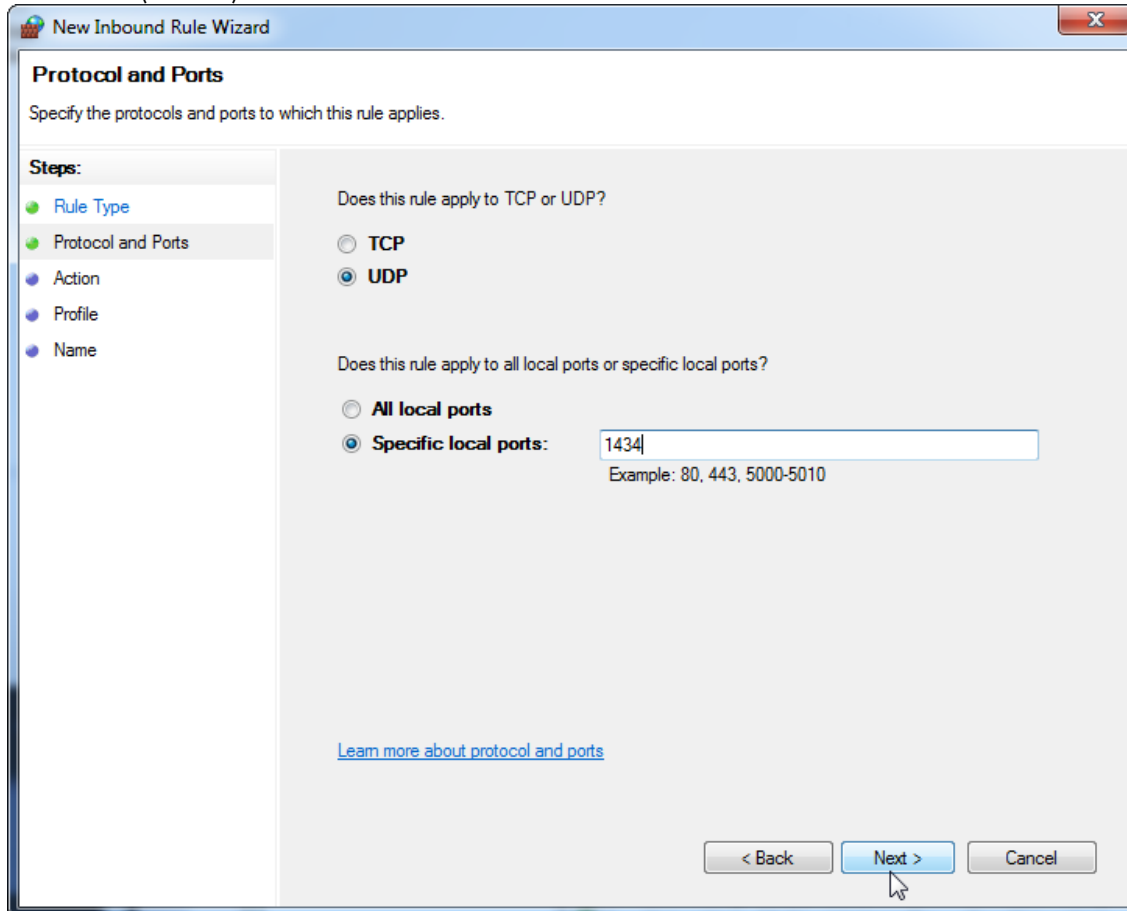 New Inbound Rule Wizard
Protocol and Ports
Specify the protocols and ports to which this rule applies.
Steps:
Rule Type
Protocol and Ports
Action
Profile
Name
Does this rule apply to TCP or UDP?
TCP
UDP
Does this rule apply to all local ports or specific local ports?
All local ports
Specific local ports: 1434
Example: 80, 443, 5000-5010
Learn more about protocol and ports
< Back Next > Cancel